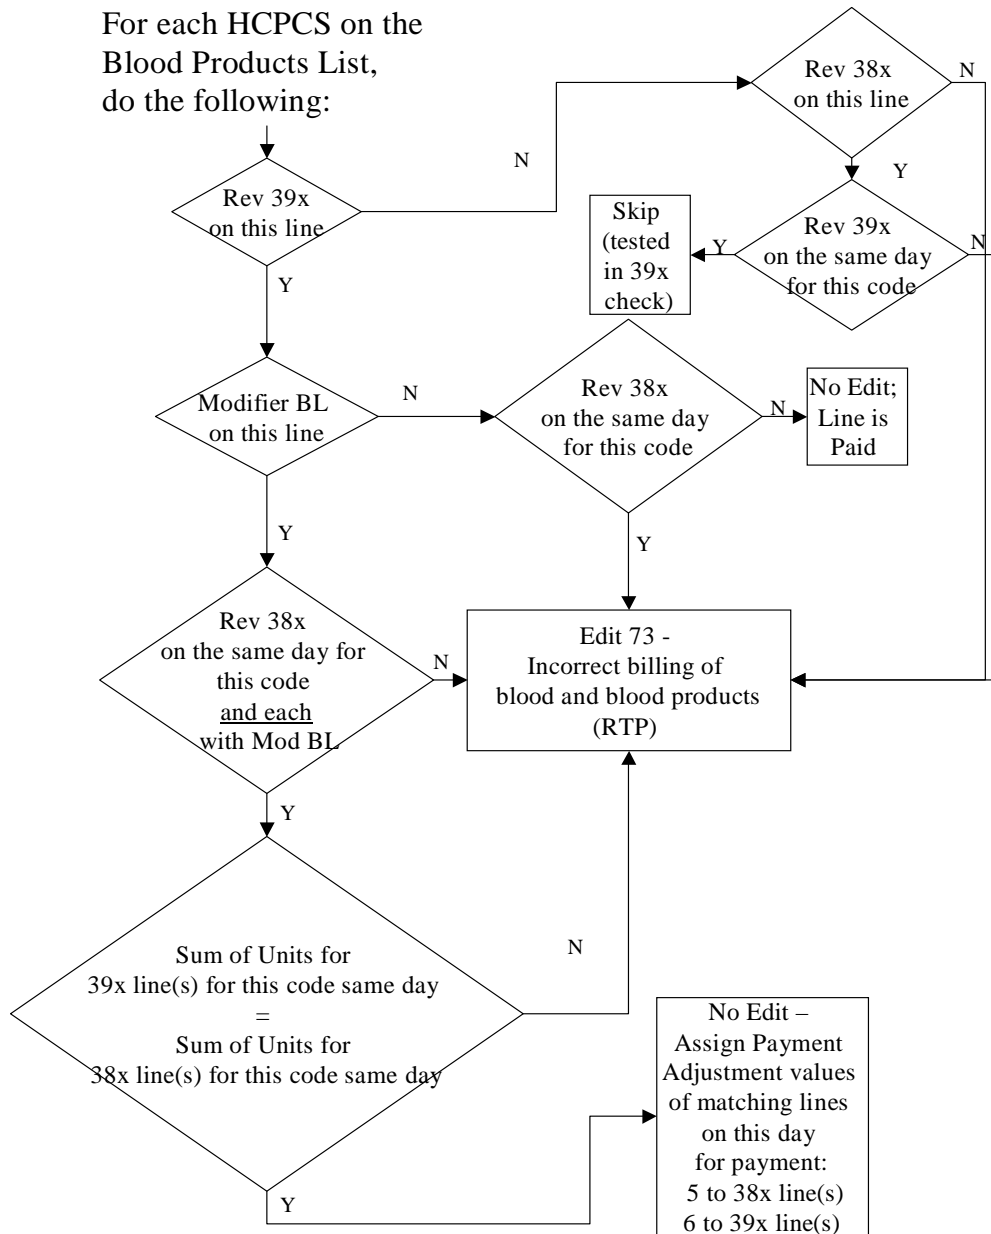 For each HCPCS on the
Blood Products List,
do the following:
Rev 38x
on this line
N
N
Y
Rev 39x
on this line
Skip
(tested
in 39x
check)
Y
Rev 39x
on the same day
for this code
N
Y
Modifier BL
on this line
N
Rev 38x
on the same day
for this code
N
No Edit;
Line is
Paid
Y
Y
Rev 38x
on the same day for
this code
and each
with Mod BL
N
Edit 73 -
Incorrect billing of
blood and blood products
(RTP)
Y
Sum of Units for
39x line(s) for this code same day
=
Sum of Units for
38x line(s) for this code same day
N
Y
No Edit –
Assign Payment
Adjustment values
of matching lines
on this day
for payment:
5 to 38x line(s)
6 to 39x line(s)